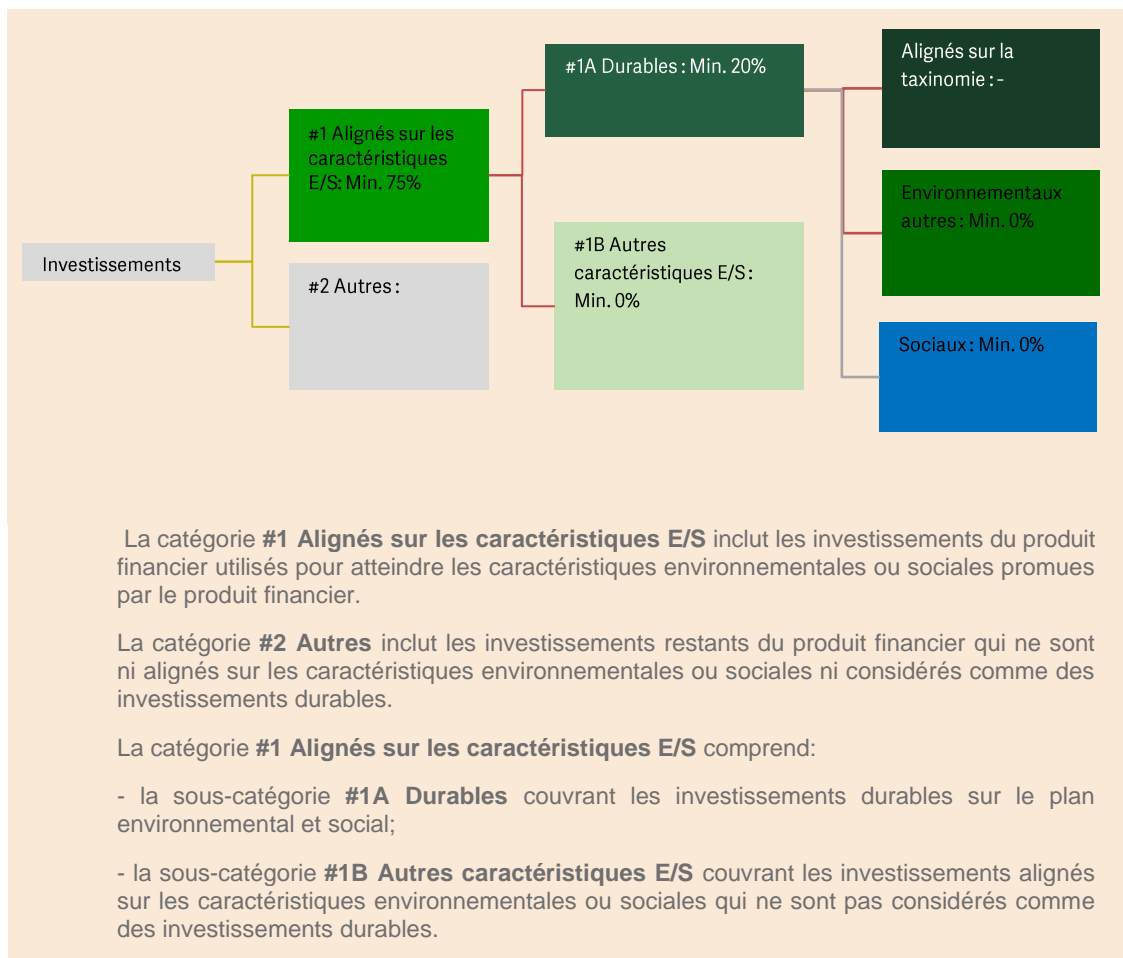 Investissements
#1 Alignés sur les
caractéristiques
E/S: Min. 75%
#2 Autres :
#1A Durables : Min. 20%
#1B Autres
caractéristiques E/S :
Min. 0%
Alignés sur la
taxinomie : -
Environnementaux
autres : Min. 0%
Sociaux : Min. 0%
La catégorie #1 Alignés sur les caractéristiques E/S inclut les investissements du produit
financier utilisés pour atteindre les caractéristiques environnementales ou sociales promues
par le produit financier.
La catégorie #2 Autres inclut les investissements restants du produit financier qui ne sont
ni alignés sur les caractéristiques environnementales ou sociales ni considérés comme des
investissements durables.
La catégorie #1 Alignés sur les caractéristiques E/S comprend:
- la sous-catégorie #1A Durables couvrant les investissements durables sur le plan
environnemental et social;
- la sous-catégorie #1B Autres caractéristiques E/S couvrant les investissements alignés
sur les caractéristiques environnementales ou sociales qui ne sont pas considérés comme
des investissements durables.